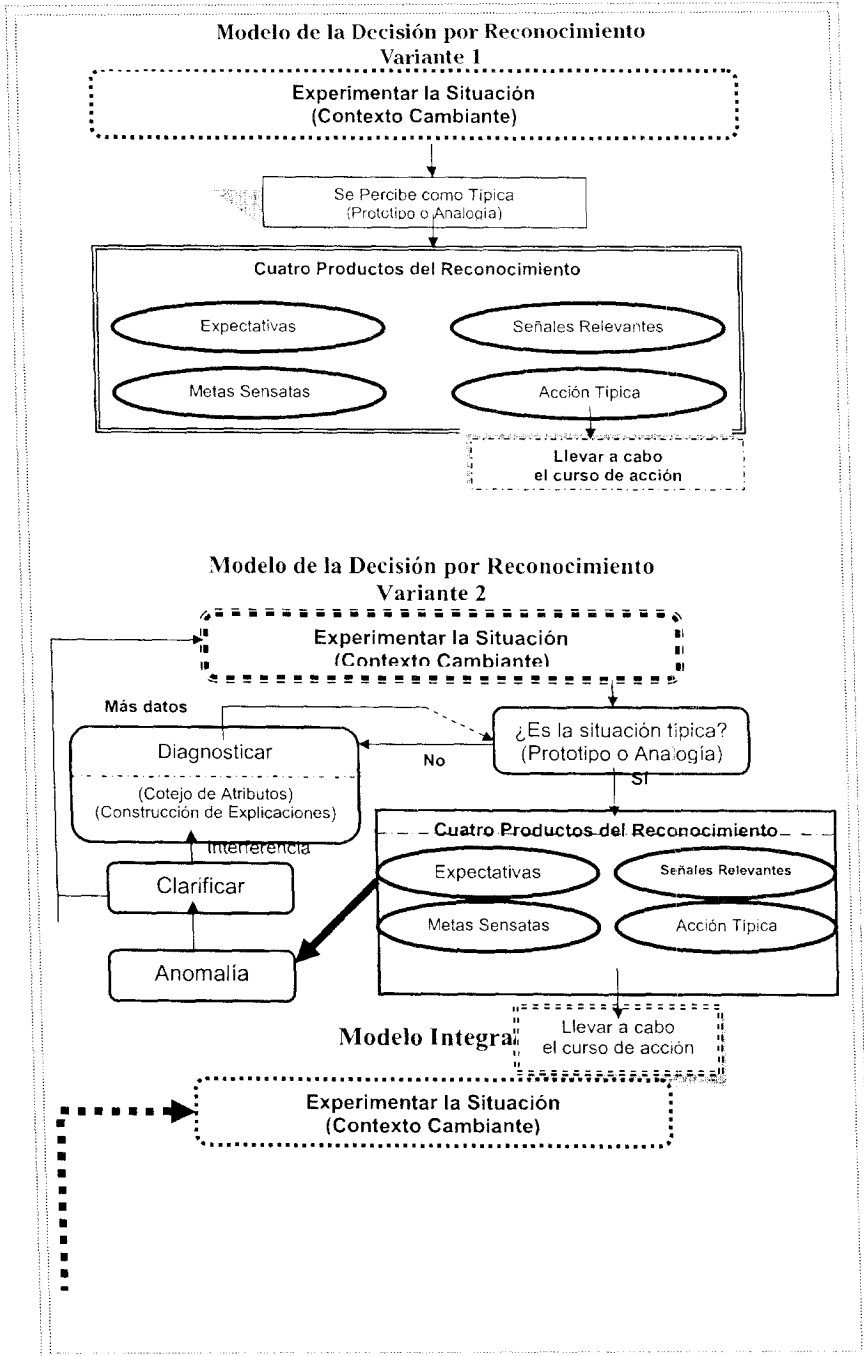 Modelo de la Decisión por Reconocimiento
Variante 1
Experimentar la Situación
(Contexto Cambiante)
Se Percibe como Típica
(Prototipo o Analogía)
Cuatro Productos del Reconocimiento
Expectativas
Señales Relevantes
Metas Sensatas
Acción Típica
Llevar a cabo
el curso de acción
Modelo de la Decisión por Reconocimiento
Variante 2
Experimentar la Situación
(Contexto Cambiante)
Más datos
¿Es la situación típica?
(Prototipo o Analogía)
Diagnosticar
No
Sí
(Cotejo de Atributos)
(Construcción de Explicaciones)
Interferencia
Cuatro Productos del Reconocimiento
Expectativas
Señales Relevantes
Clarificar
Metas Sensatas
Acción Típica
Anomalía
Llevar a cabo
el curso de acción
Modelo Integra
Experimentar la Situación
(Contexto Cambiante)